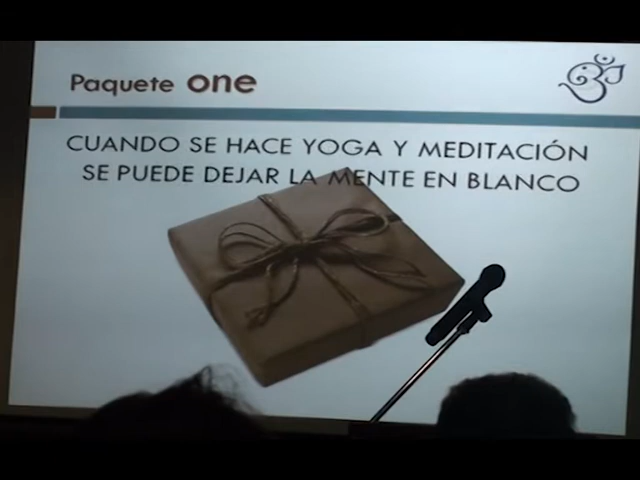 Paquete one
CUANDO SE HACE YOGA Y MEDITACIÓN
SE PUEDE DEJAR LA MENTE EN BLANCO
ॐ